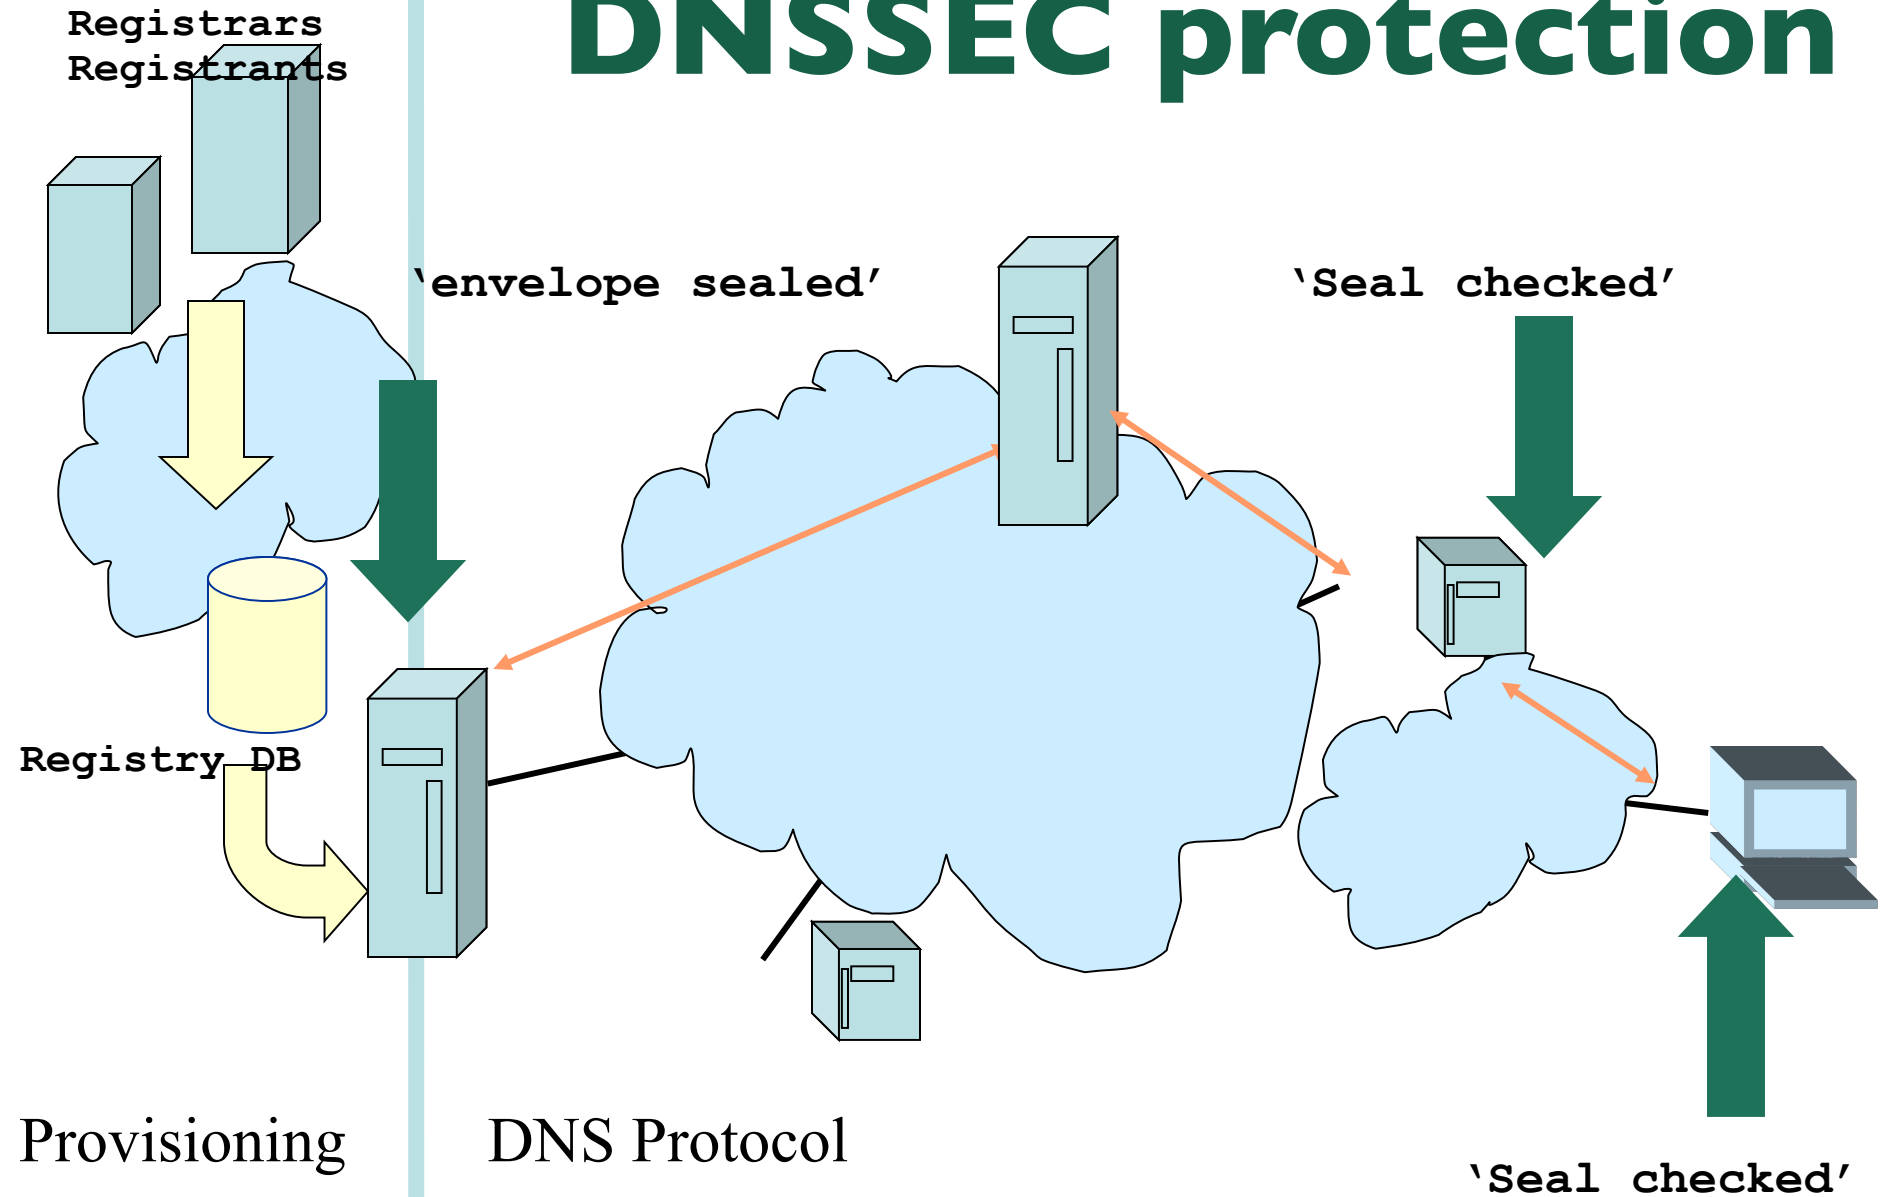 DNSSEC protection
Registrars
Registrants
‘envelope sealed’
‘Seal checked’
Registry DB
Provisioning
DNS Protocol
‘Seal checked’